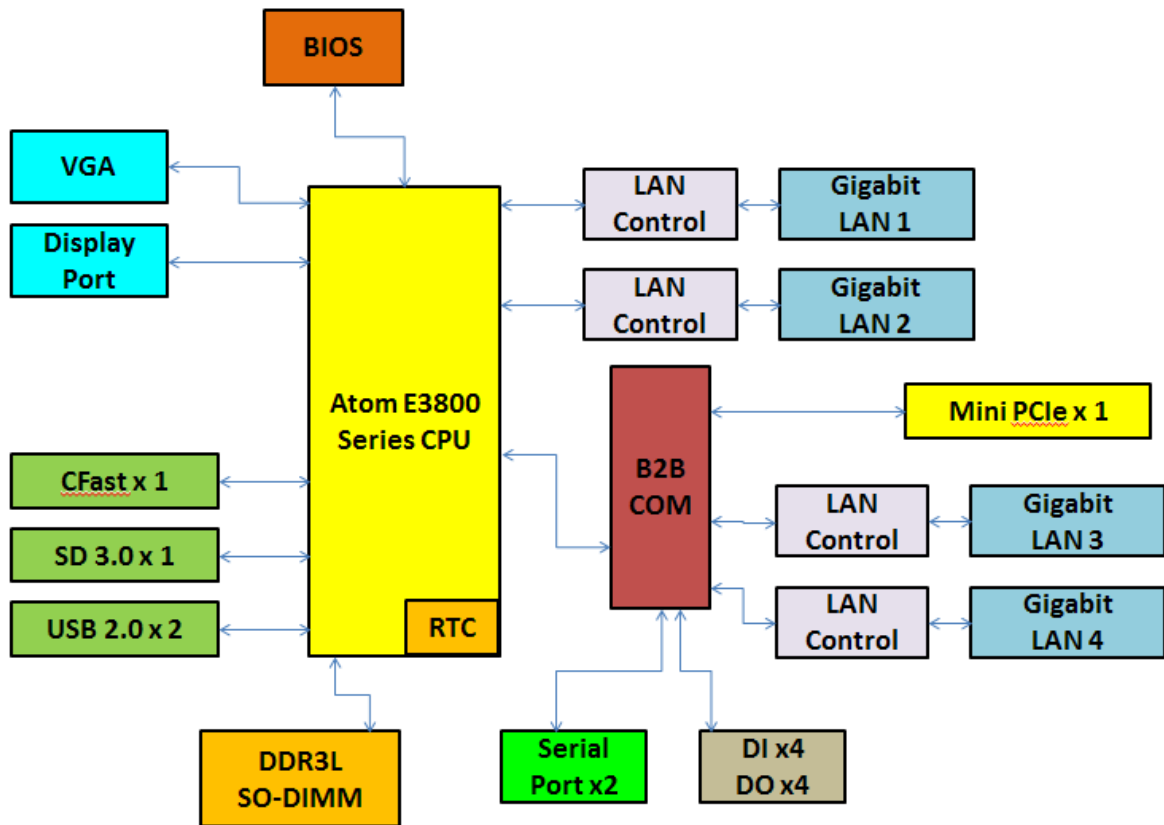 BIOS
VGA
Display
Port
LAN
Control
Gigabit
LAN 1
LAN
Control
Gigabit
LAN 2
Atom E3800
Series CPU
Mini PCIe x 1
B2B
COM
CFast x 1
SD 3.0 x 1
USB 2.0 x 2
LAN
Control
Gigabit
LAN 3
LAN
Control
Gigabit
LAN 4
RTC
DDR3L
SO-DIMM
Serial
Port x2
DI x4
DO x4